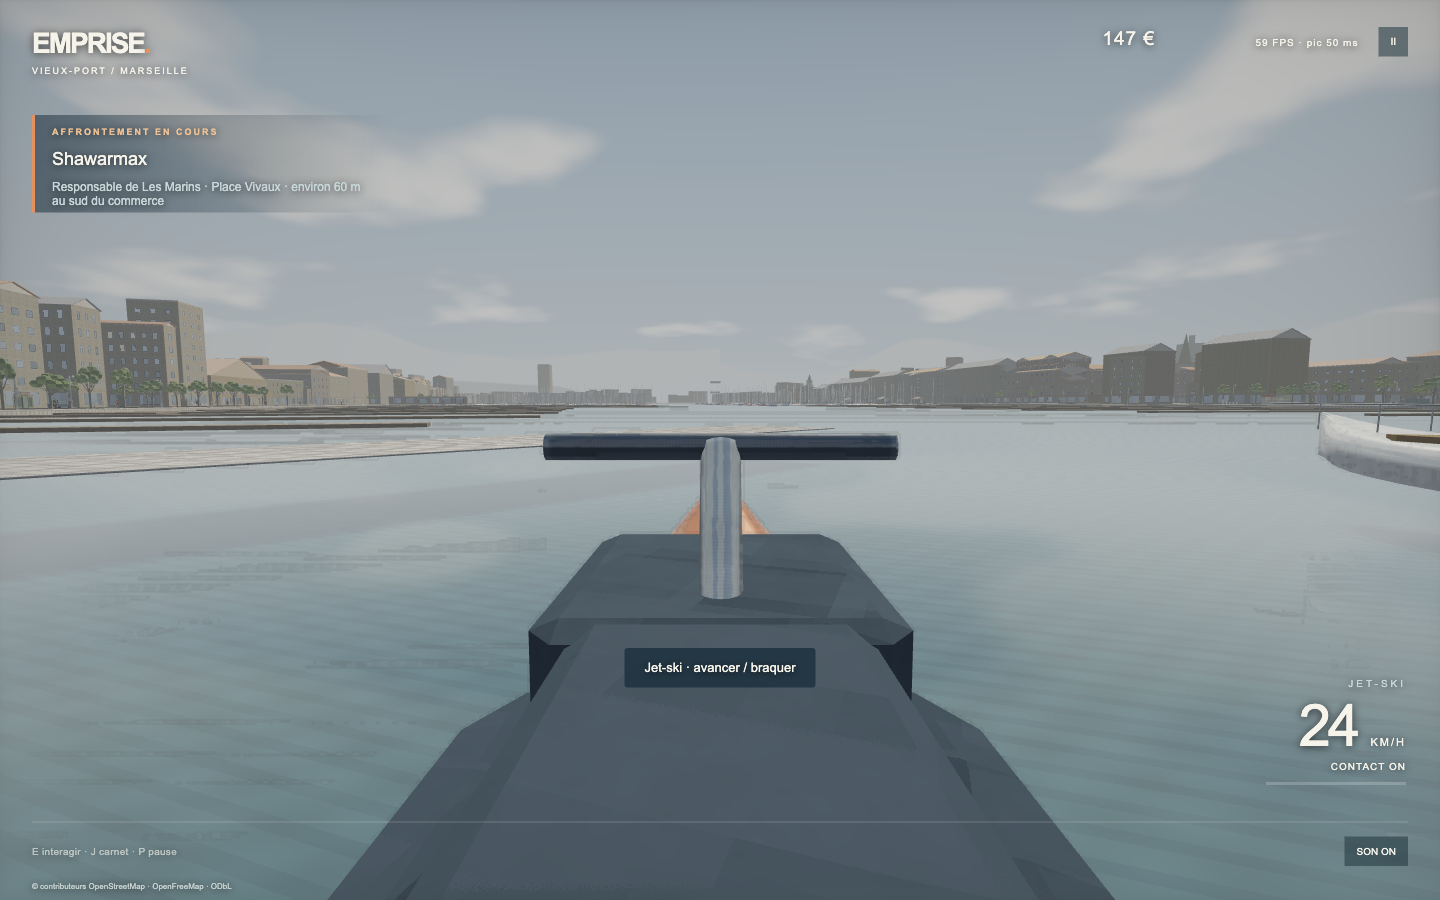 EMPRISE.
VIEUX-PORT / MARSEILLE
147 €
59 FPS · pic 50 ms
II
AFFRONTEMENT EN COURS
Shawarmax
Responsable de Les Marins · Place Vivaux · environ 60 m
au sud du commerce
Jet-ski · avancer / braquer
JET-SKI
24 KM/H
CONTACT ON
E interagir · J carnet · P pause
SON ON
© contributeurs OpenStreetMap · OpenFreeMap · ODbL